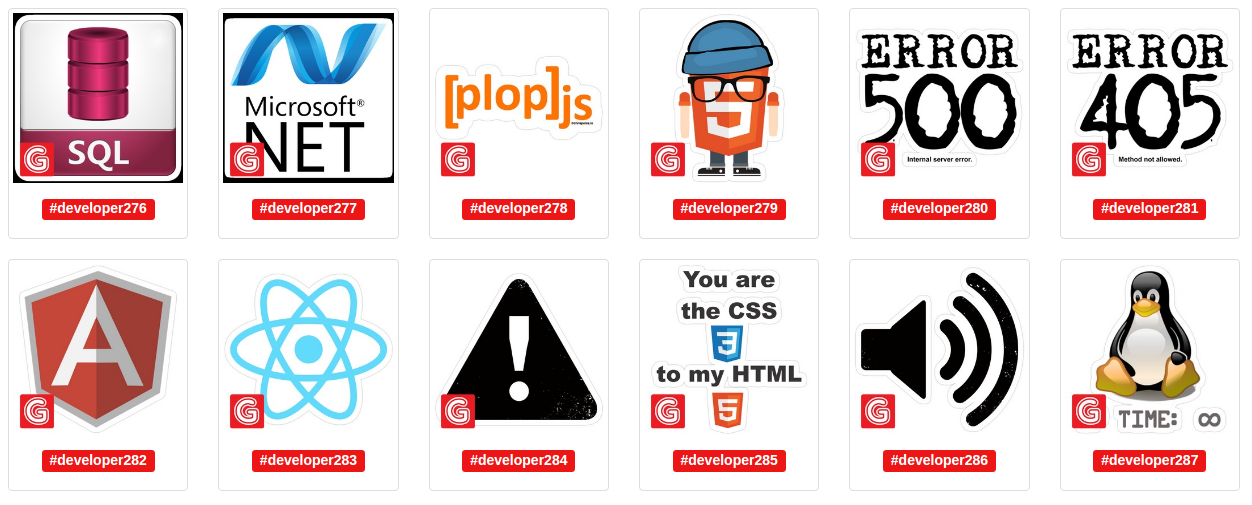 SQL
G
#developer276
Microsoft®
NET
G
#developer277
[plop]js
G
#developer278
5
G
#developer279
ERROR
500
Internal server error.
G
#developer280
ERROR
405
Method not allowed.
G
#developer281
A
G
#developer282
G
#developer283
!
G
#developer284
You are
the CSS
3
to my HTML
5
G
#developer285
G
#developer286
TIME: ∞
G
#developer287